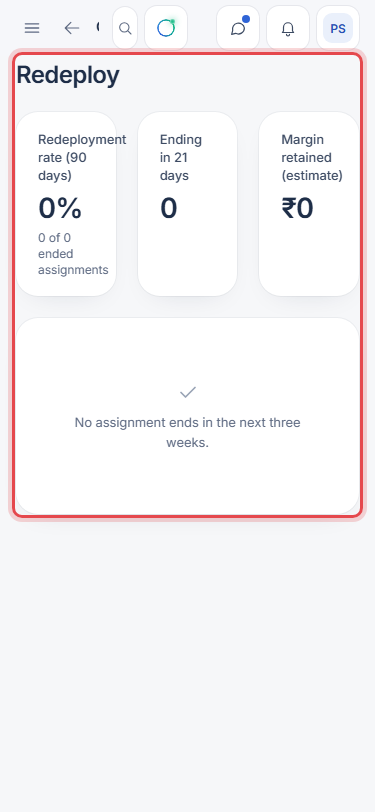 PS
Redeploy
Redeployment
rate (90
days)
0%
0 of 0
ended
assignments
Ending
in 21
days
0
Margin
retained
(estimate)
₹0
No assignment ends in the next three
weeks.